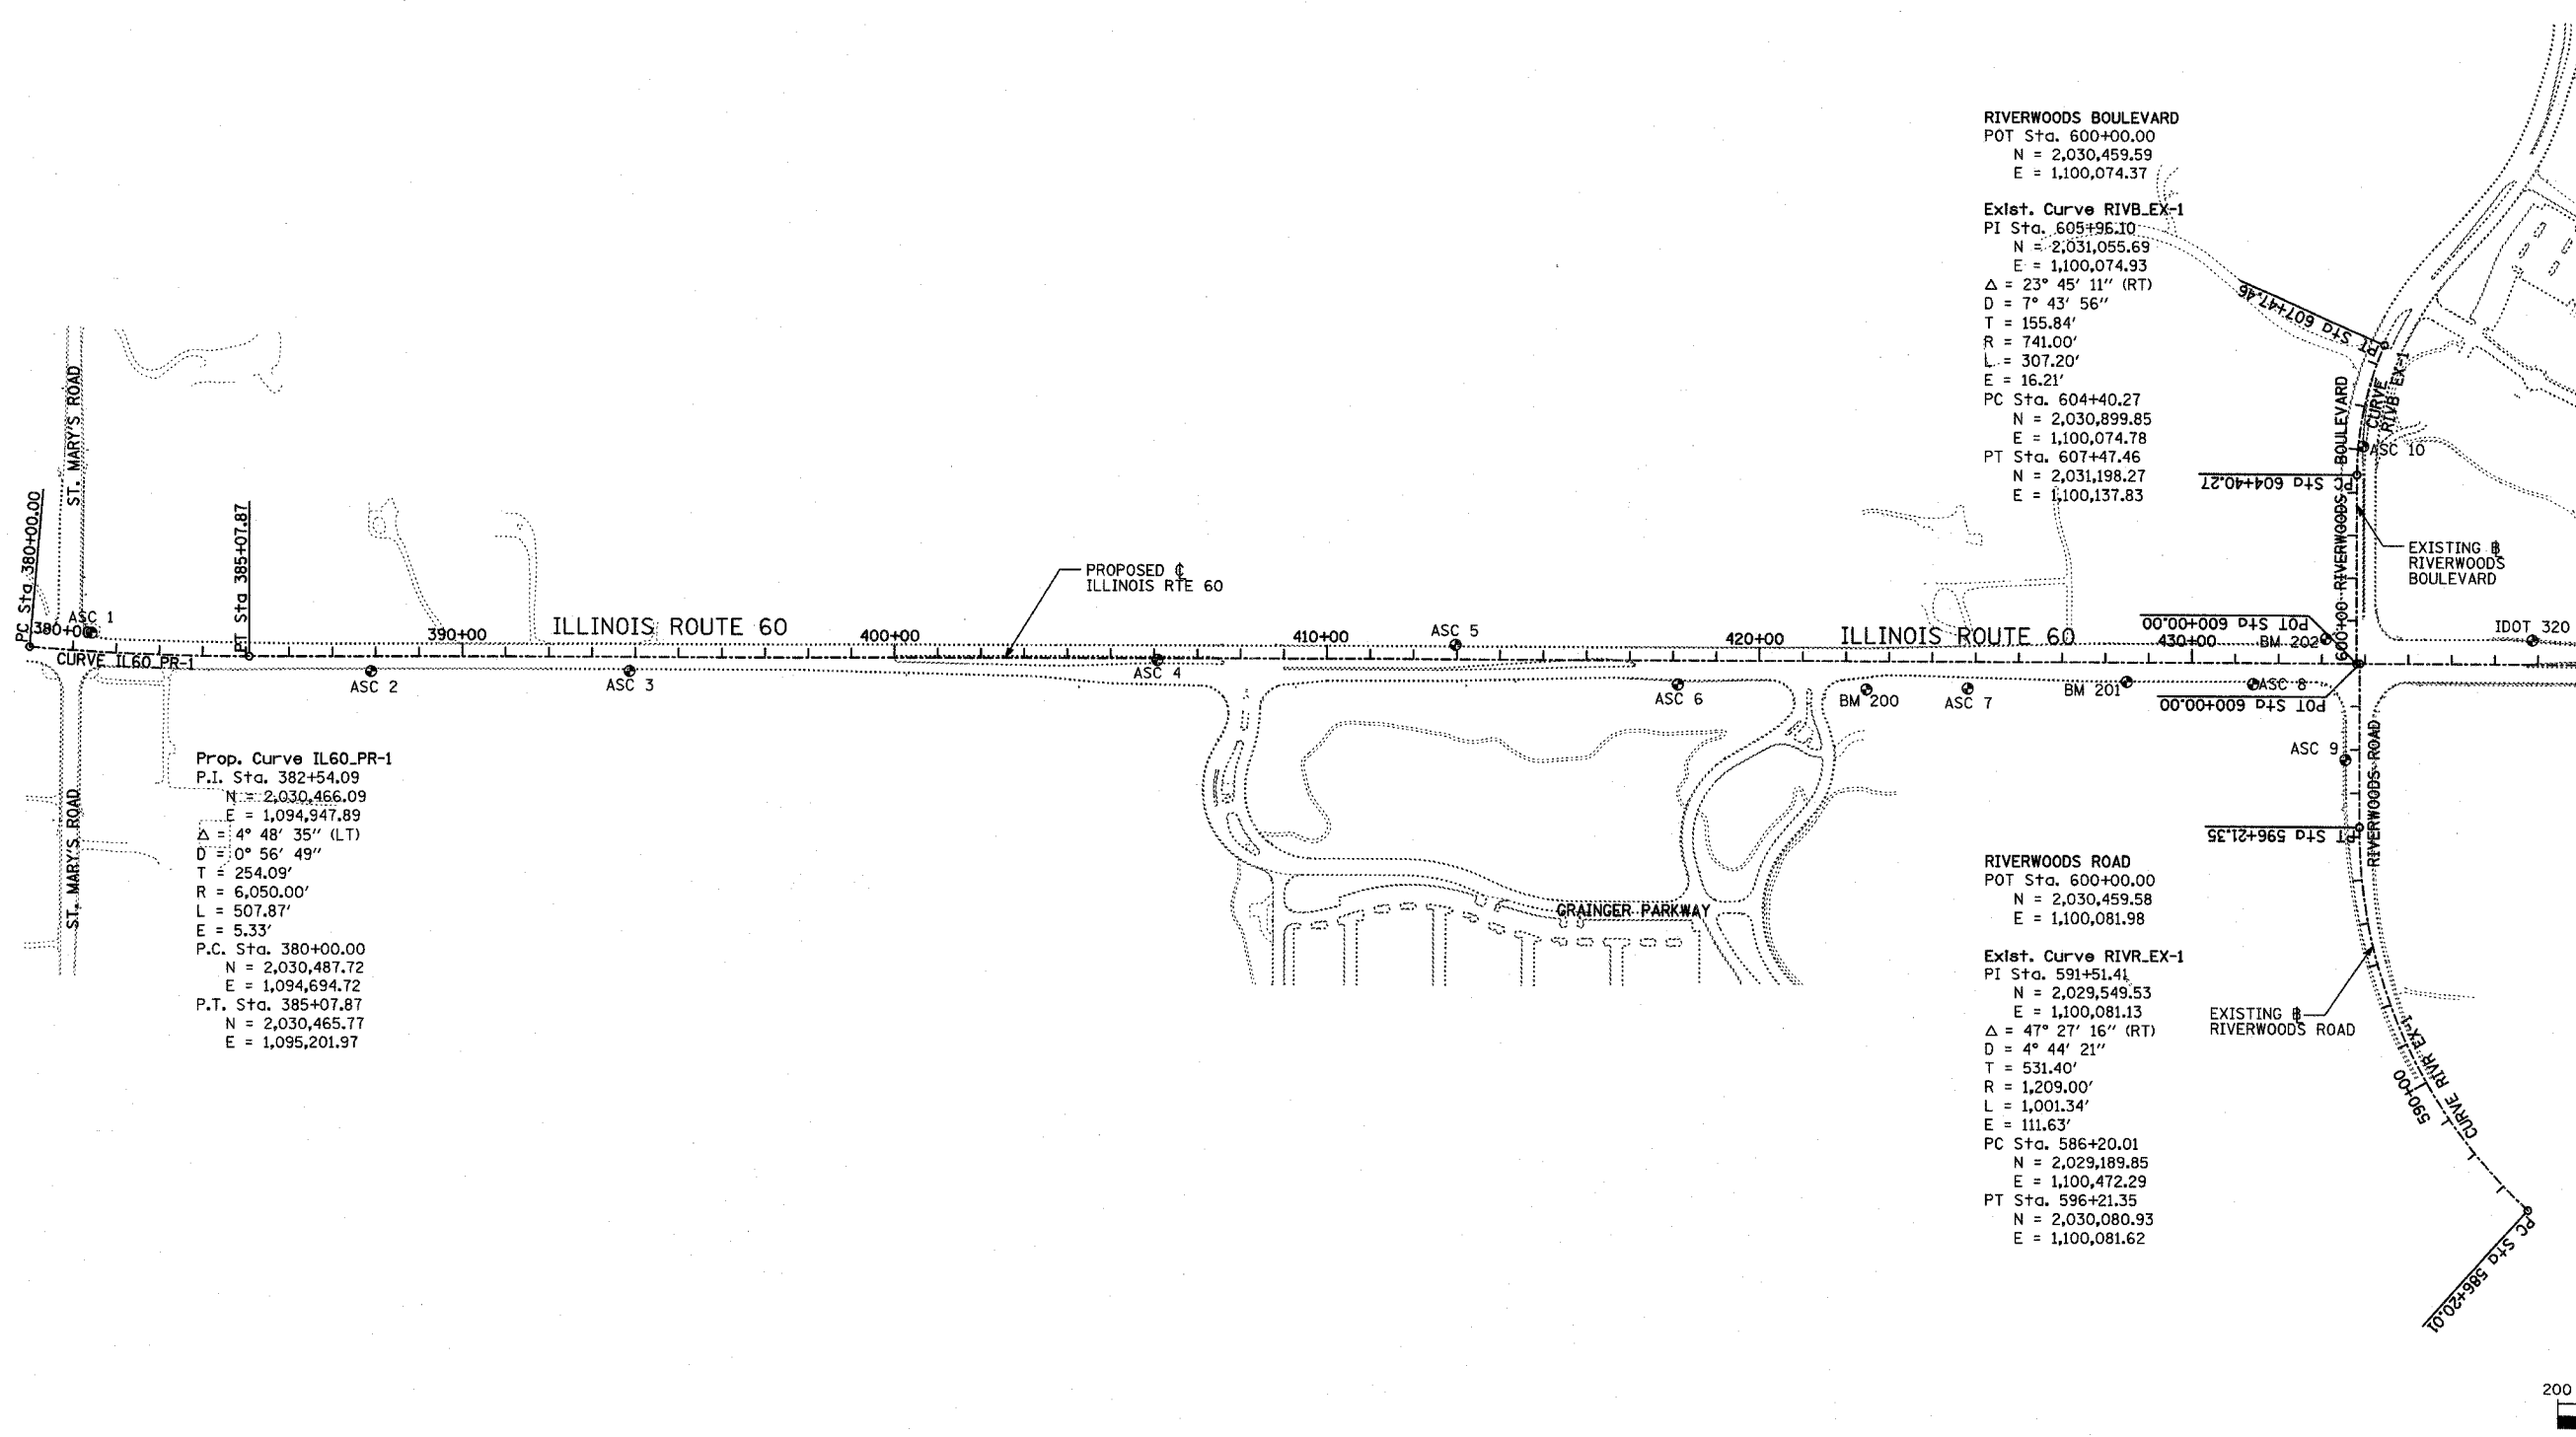 RIVERWOODS BOULEVARD
POT Sta. 600+00.00
N = 2,030,459.59
E = 1,100,074.37
Exist. Curve RIVB_EX-1
PI Sta. 605+96.10
N = 2,031,055.69
E = 1,100,074.93
Δ = 23° 45' 11" (RT)
D = 7° 43' 56"
T = 155.84'
R = 741.00'
L = 307.20'
E = 16.21'
PC Sta. 604+40.27
N = 2,030,899.85
E = 1,100,074.78
PT Sta. 607+47.46
N = 2,031,198.27
E = 1,100,137.83
PT Sta 607+47.46
CURVE
RIVB EX-1
RIVERWOODS BOULEVARD
ASC 10
PC Sta 604+40.27
EXISTING ⅊
RIVERWOODS
BOULEVARD
ST. MARY'S ROAD
PC Sta 380+00.00
PT Sta 385+07.87
PROPOSED ℄
ILLINOIS RTE 60
ASC 1
380+00
CURVE IL60_PR-1
390+00
ILLINOIS ROUTE 60
400+00
410+00
ASC 5
420+00
ILLINOIS ROUTE 60
430+00
POT Sta 600+00.00
BM 202
600+00
IDOT 320
ASC 2
ASC 3
ASC 4
ASC 6
BM 200
ASC 7
BM 201
ASC 8
POT Sta 600+00.00
ASC 9
RIVERWOODS ROAD
PT Sta 596+21.35
ST. MARY'S ROAD
Prop. Curve IL60_PR-1
P.I. Sta. 382+54.09
N = 2,030,466.09
E = 1,094,947.89
Δ = 4° 48' 35" (LT)
D = 0° 56' 49"
T = 254.09'
R = 6,050.00'
L = 507.87'
E = 5.33'
P.C. Sta. 380+00.00
N = 2,030,487.72
E = 1,094,694.72
P.T. Sta. 385+07.87
N = 2,030,465.77
E = 1,095,201.97
GRAINGER PARKWAY
RIVERWOODS ROAD
POT Sta. 600+00.00
N = 2,030,459.58
E = 1,100,081.98
Exist. Curve RIVR_EX-1
PI Sta. 591+51.41
N = 2,029,549.53
E = 1,100,081.13
Δ = 47° 27' 16" (RT)
D = 4° 44' 21"
T = 531.40'
R = 1,209.00'
L = 1,001.34'
E = 111.63'
PC Sta. 586+20.01
N = 2,029,189.85
E = 1,100,472.29
PT Sta. 596+21.35
N = 2,030,080.93
E = 1,100,081.62
EXISTING ⅊
RIVERWOODS ROAD
CURVE RIVR EX-1
590+00
PC Sta 586+20.01
200